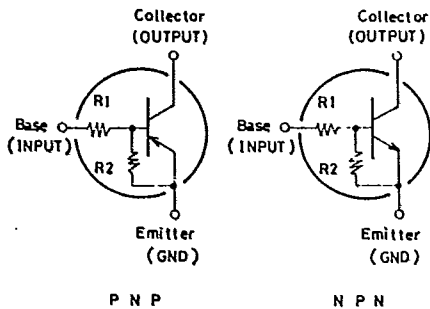 Collector
(OUTPUT)
R1
Base
(INPUT)
R2
Emitter
(GND)
P N P
Collector
(OUTPUT)
R1
Base
(INPUT)
R2
Emitter
(GND)
N P N